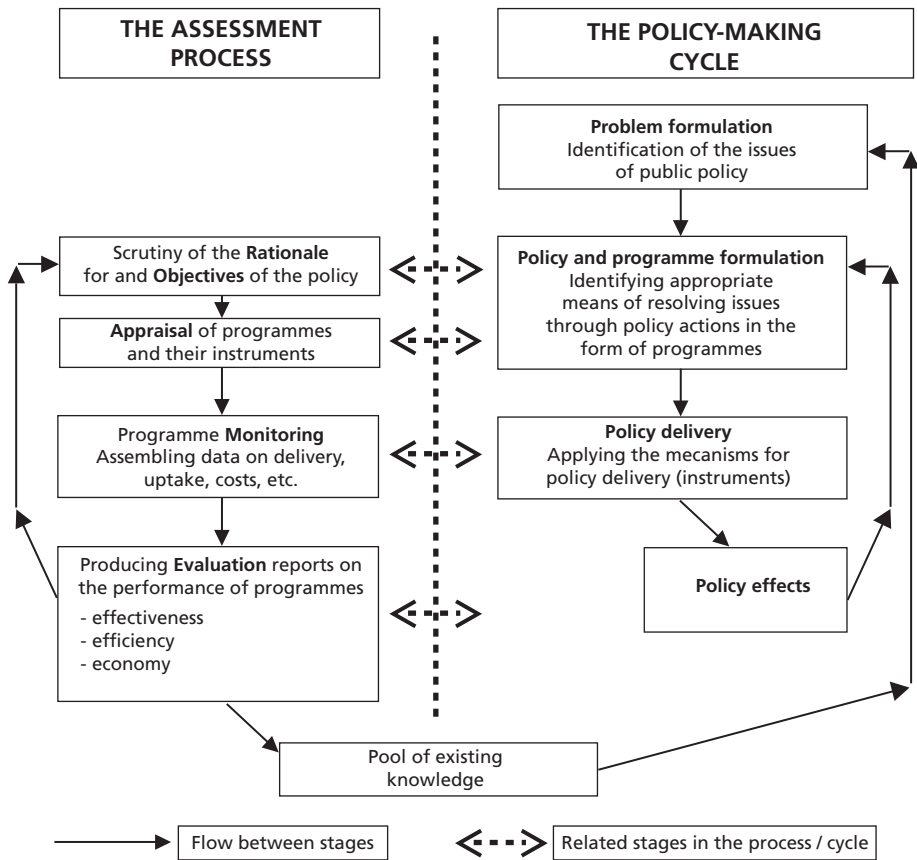 THE ASSESSMENT
PROCESS
THE POLICY-MAKING
CYCLE
Problem formulation
Identification of the issues
of public policy
Scrutiny of the Rationale
for and Objectives of the policy
Policy and programme formulation
Identifying appropriate
means of resolving issues
through policy actions in the
form of programmes
Appraisal of programmes
and their instruments
Programme Monitoring
Assembling data on delivery,
uptake, costs, etc.
Policy delivery
Applying the mecanisms for
policy delivery (instruments)
Producing Evaluation reports on
the performance of programmes
- effectiveness
- efficiency
- economy
Policy effects
Pool of existing
knowledge
Flow between stages
Related stages in the process / cycle